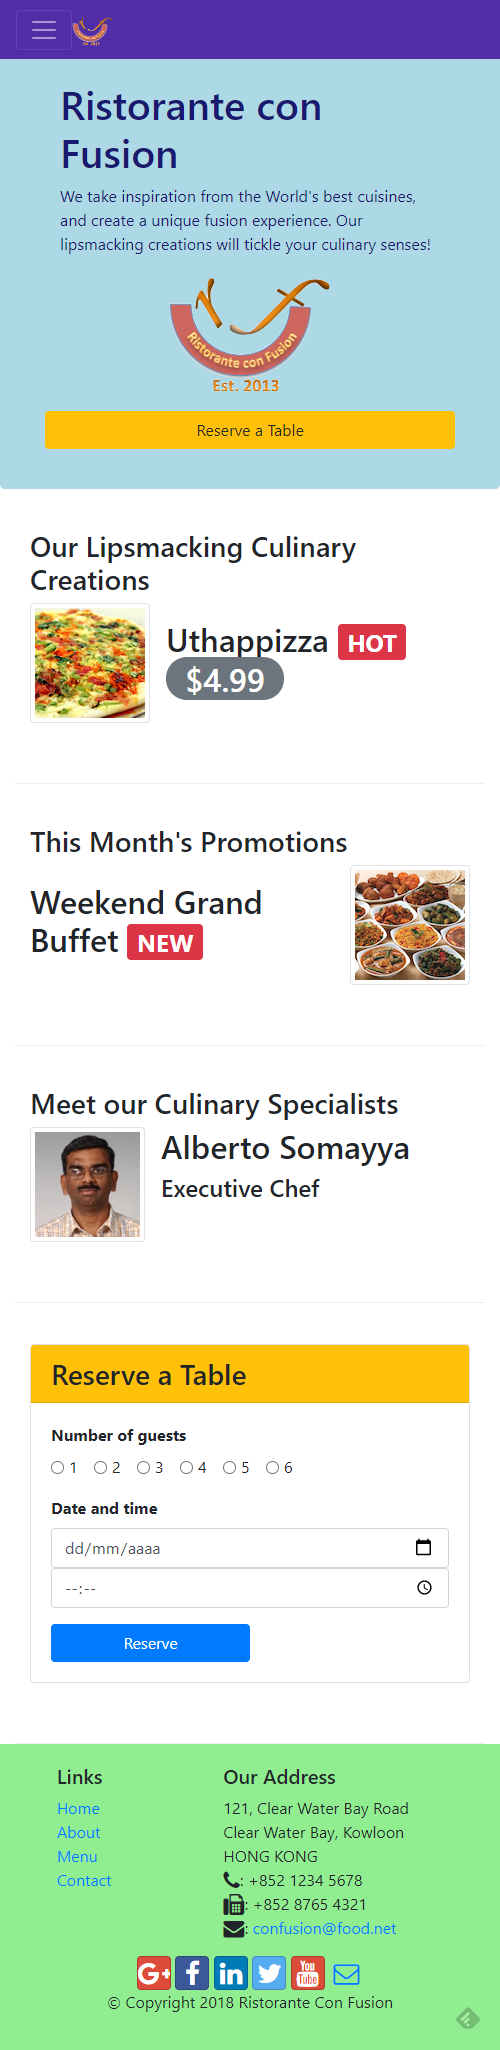 Ristorante con
Fusion
We take inspiration from the World's best cuisines,
and create a unique fusion experience. Our
lipsmacking creations will tickle your culinary senses!
Ristorante con Fusion
Est. 2013
Reserve a Table
Our Lipsmacking Culinary
Creations
Uthappizza HOT
$4.99
This Month's Promotions
Weekend Grand
Buffet NEW
Meet our Culinary Specialists
Alberto Somayya
Executive Chef
Reserve a Table
Number of guests
1 2 3 4 5 6
Date and time
dd/mm/aaaa
--:--
Reserve
Links
Home
About
Menu
Contact
Our Address
121, Clear Water Bay Road
Clear Water Bay, Kowloon
HONG KONG
: +852 1234 5678
: +852 8765 4321
: confusion@food.net
G+ f in You Tube
© Copyright 2018 Ristorante Con Fusion